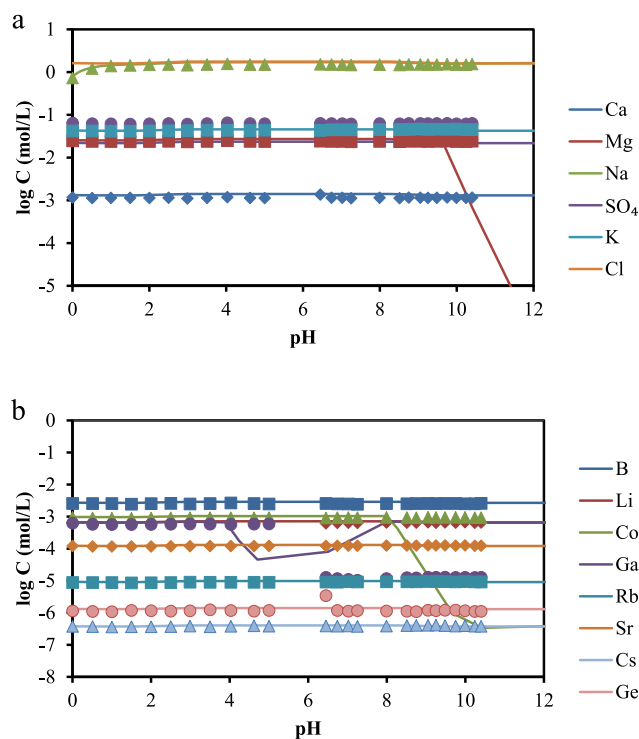 a
1
0
-1
-2
-3
-4
-5
log C (mol/L)
0 2 4 6 8 10 12
pH
Ca
Mg
Na
SO₄
K
Cl
b
0
-1
-2
-3
-4
-5
-6
-7
-8
log C (mol/L)
0 2 4 6 8 10 12
pH
B
Li
Co
Ga
Rb
Sr
Cs
Ge